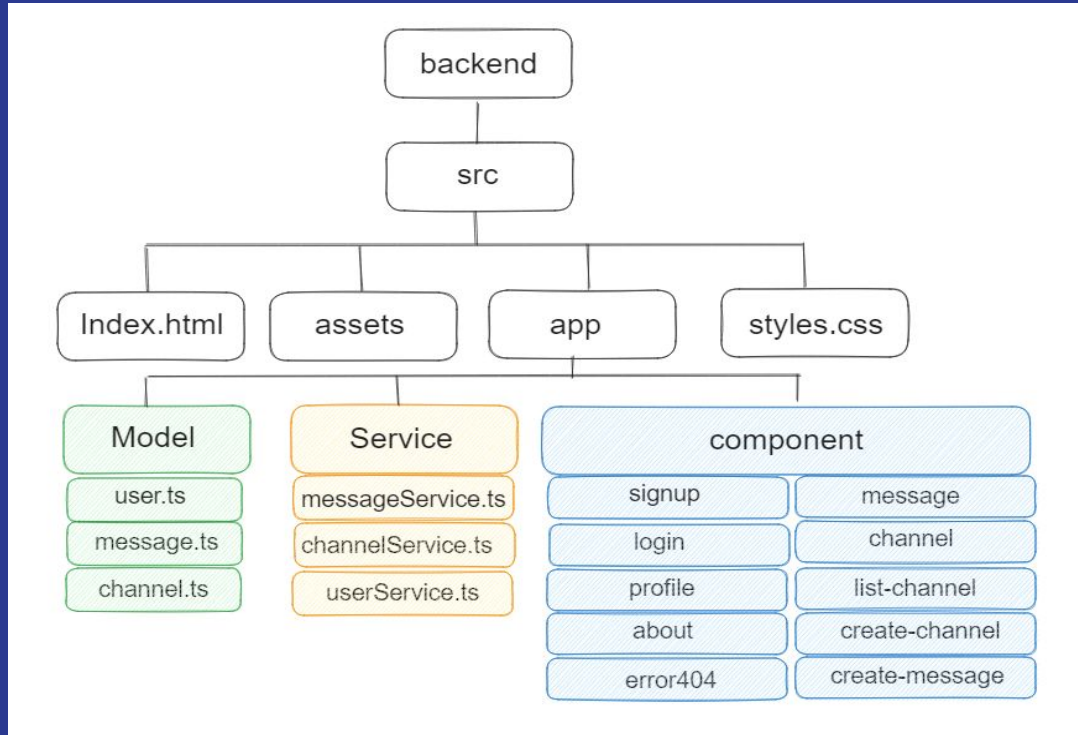 backend
src
Index.html
assets
app
styles.css
Model
user.ts
message.ts
channel.ts
Service
messageService.ts
channelService.ts
userService.ts
component
signup
login
profile
about
error404
message
channel
list-channel
create-channel
create-message